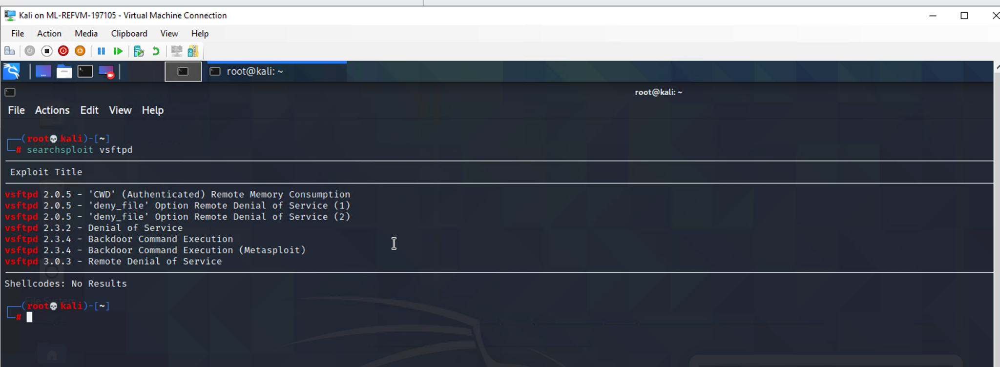 Kali on ML-REFVM-197105 - Virtual Machine Connection
File Action Media Clipboard View Help
root@kali: ~
root@kali: ~
File Actions Edit View Help
(root💀kali)-[~]
# searchsploit vsftpd
Exploit Title
vsftpd 2.0.5 - 'CWD' (Authenticated) Remote Memory Consumption
vsftpd 2.0.5 - 'deny_file' Option Remote Denial of Service (1)
vsftpd 2.0.5 - 'deny_file' Option Remote Denial of Service (2)
vsftpd 2.3.2 - Denial of Service
vsftpd 2.3.4 - Backdoor Command Execution
vsftpd 2.3.4 - Backdoor Command Execution (Metasploit)
vsftpd 3.0.3 - Remote Denial of Service
Shellcodes: No Results
File System
(root💀kali)-[~]
#